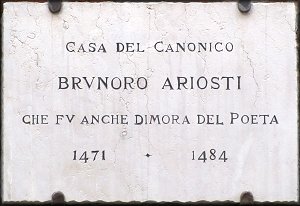 CASA DEL CANONICO
BRVNORO ARIOSTI
CHE FV ANCHE DIMORA DEL POETA
1471 - 1484